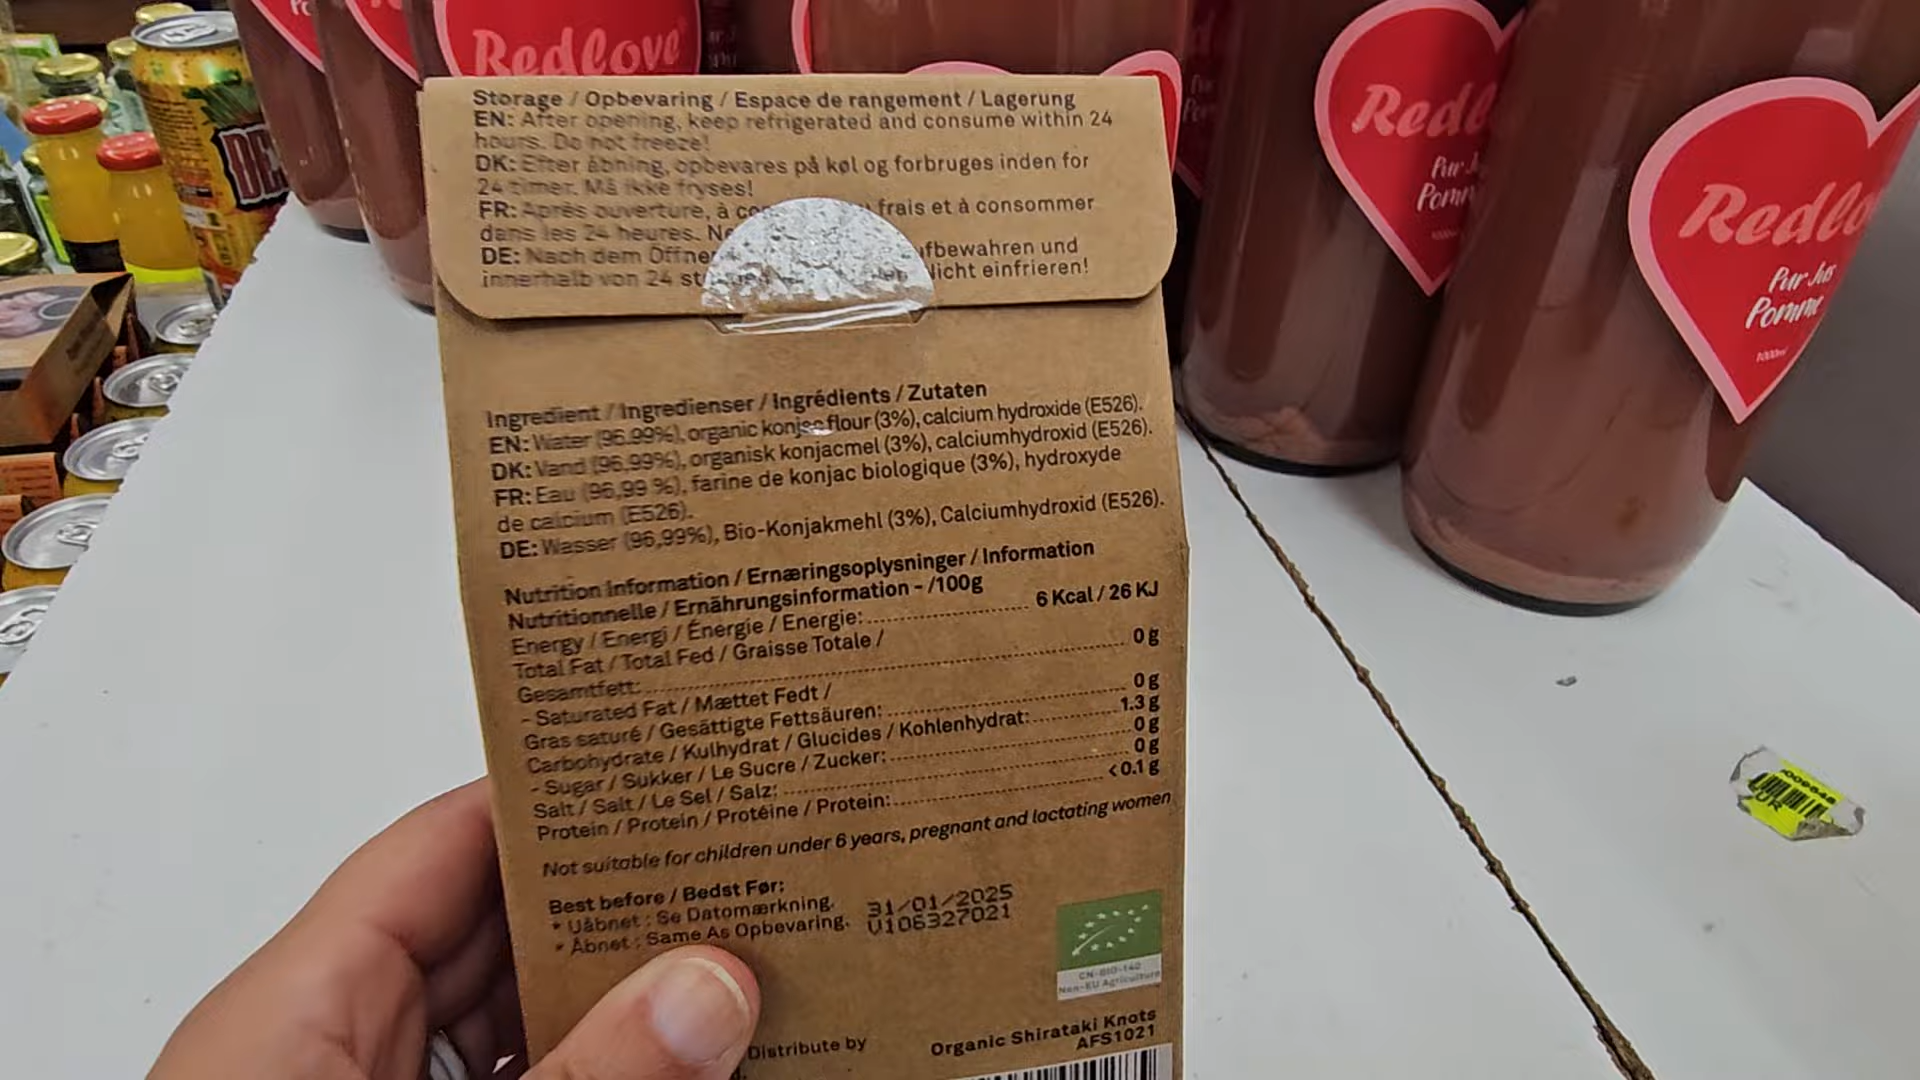 Redlove
Storage / Opbevaring / Espace de rangement / Lagerung
EN: After opening, keep refrigerated and consume within 24
hours. Do not freeze!
DK: Efter åbning, opbevares på køl og forbruges inden for
24 timer. Må ikke fryses!
FR: Après ouverture, à frais et à consommer
dans les 24 heures.
DE: Nach dem und
innerhalb von 24 einfrieren!
Ingredient / Ingredienser / Ingrédients / Zutaten
EN: Water (96.99%), organic konjac flour (3%), calcium hydroxide (E526).
DK: Vand (96,99%), organisk konjacmel (3%), calciumhydroxid (E526).
FR: Eau (96,99 %), farine de konjac biologique (3%), hydroxyde
de calcium (E526).
DE: Wasser (96,99%), Bio-Konjakmehl (3%), Calciumhydroxid (E526).
Nutrition Information / Ernæringsoplysninger / Information
Nutritionnelle / Ernährungsinformation - /100g
Energy / Energi / Énergie / Energie: 6 Kcal / 26 KJ
Total Fat / Total Fed / Graisse Totale /
Gesamtfett: 0 g
- Saturated Fat / Mættet Fedt /
Gras saturé / Gesättigte Fettsäuren: 0 g
Carbohydrate / Kulhydrat / Glucides / Kohlenhydrat: 1.3 g
- Sugar / Sukker / Le Sucre / Zucker: 0 g
Salt / Salt / Le Sel / Salz: 0 g
Protein / Protein / Protéine / Protein: <0.1 g
Not suitable for children under 6 years, pregnant and lactating women
Best before / Bedst Før:
* Uåbnet : Se Datomærkning. 31/01/2025
* Åbnet : Same As Opbevaring. V106327021
CN-BIO-140
Non-EU Agriculture
Distribute by
Organic Shirataki Knots
AFS1021
Pur Jus
Redlo
Pur Jus
Pomme
1000ml